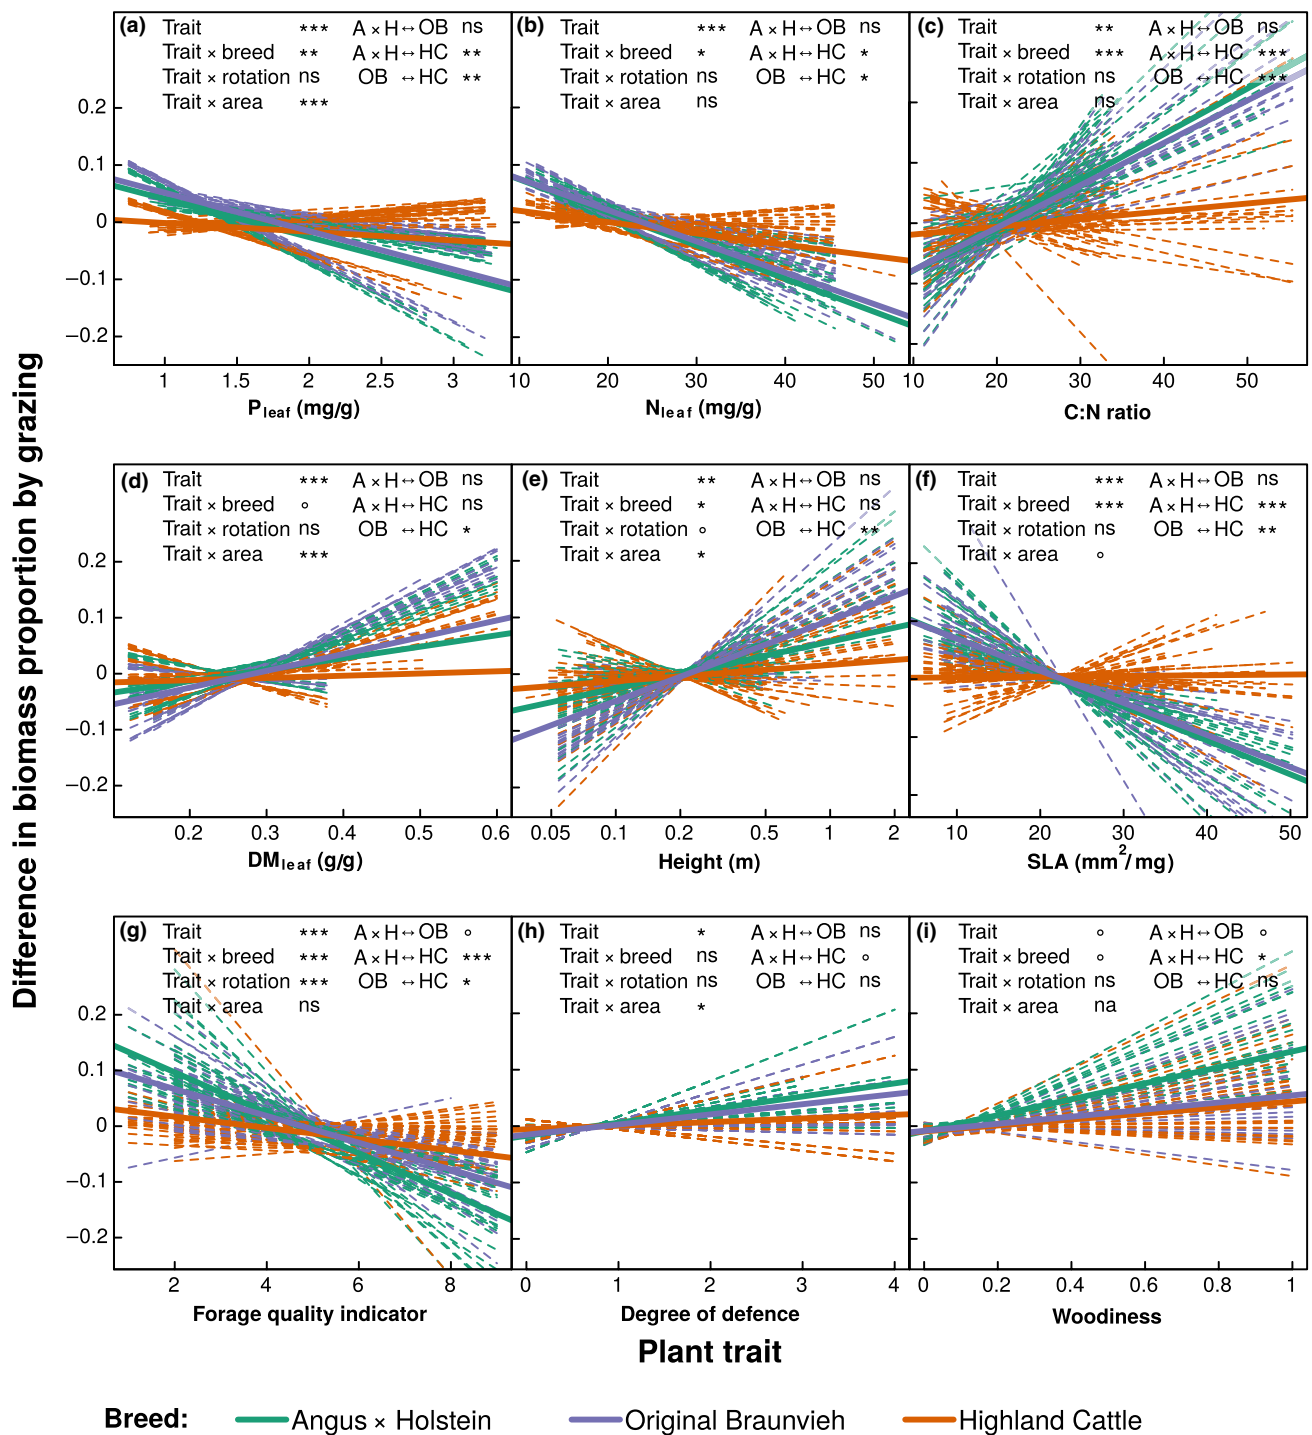 (a) Trait *** A × H ↔ OB ns
Trait × breed ** A × H ↔ HC **
Trait × rotation ns OB ↔ HC **
Trait × area ***
(b) Trait *** A × H ↔ OB ns
Trait × breed * A × H ↔ HC *
Trait × rotation ns OB ↔ HC *
Trait × area ns
(c) Trait ** A × H ↔ OB ns
Trait × breed *** A × H ↔ HC ***
Trait × rotation ns OB ↔ HC ***
Trait × area ns
0.2
0.1
0
−0.1
−0.2
1 1.5 2 2.5 3
P leaf (mg/g)
10 20 30 40 50
N leaf (mg/g)
10 20 30 40 50
C:N ratio
(d) Trait *** A × H ↔ OB ns
Trait × breed ° A × H ↔ HC ns
Trait × rotation ns OB ↔ HC *
Trait × area ***
(e) Trait ** A × H ↔ OB ns
Trait × breed * A × H ↔ HC ns
Trait × rotation ° OB ↔ HC **
Trait × area *
(f) Trait *** A × H ↔ OB ns
Trait × breed *** A × H ↔ HC ***
Trait × rotation ns OB ↔ HC **
Trait × area °
0.2
0.1
0
−0.1
−0.2
0.2 0.3 0.4 0.5 0.6
DM leaf (g/g)
0.05 0.1 0.2 0.5 1 2
Height (m)
10 20 30 40 50
SLA (mm²/mg)
(g) Trait *** A × H ↔ OB °
Trait × breed *** A × H ↔ HC ***
Trait × rotation *** OB ↔ HC *
Trait × area ns
(h) Trait * A × H ↔ OB ns
Trait × breed ns A × H ↔ HC °
Trait × rotation ns OB ↔ HC ns
Trait × area *
(i) Trait ° A × H ↔ OB °
Trait × breed ° A × H ↔ HC *
Trait × rotation ns OB ↔ HC ns
Trait × area na
0.2
0.1
0
−0.1
−0.2
2 4 6 8
Forage quality indicator
0 1 2 3 4
Degree of defence
0 0.2 0.4 0.6 0.8 1
Woodiness
Difference in biomass proportion by grazing
Plant trait
Breed: Angus × Holstein Original Braunvieh Highland Cattle